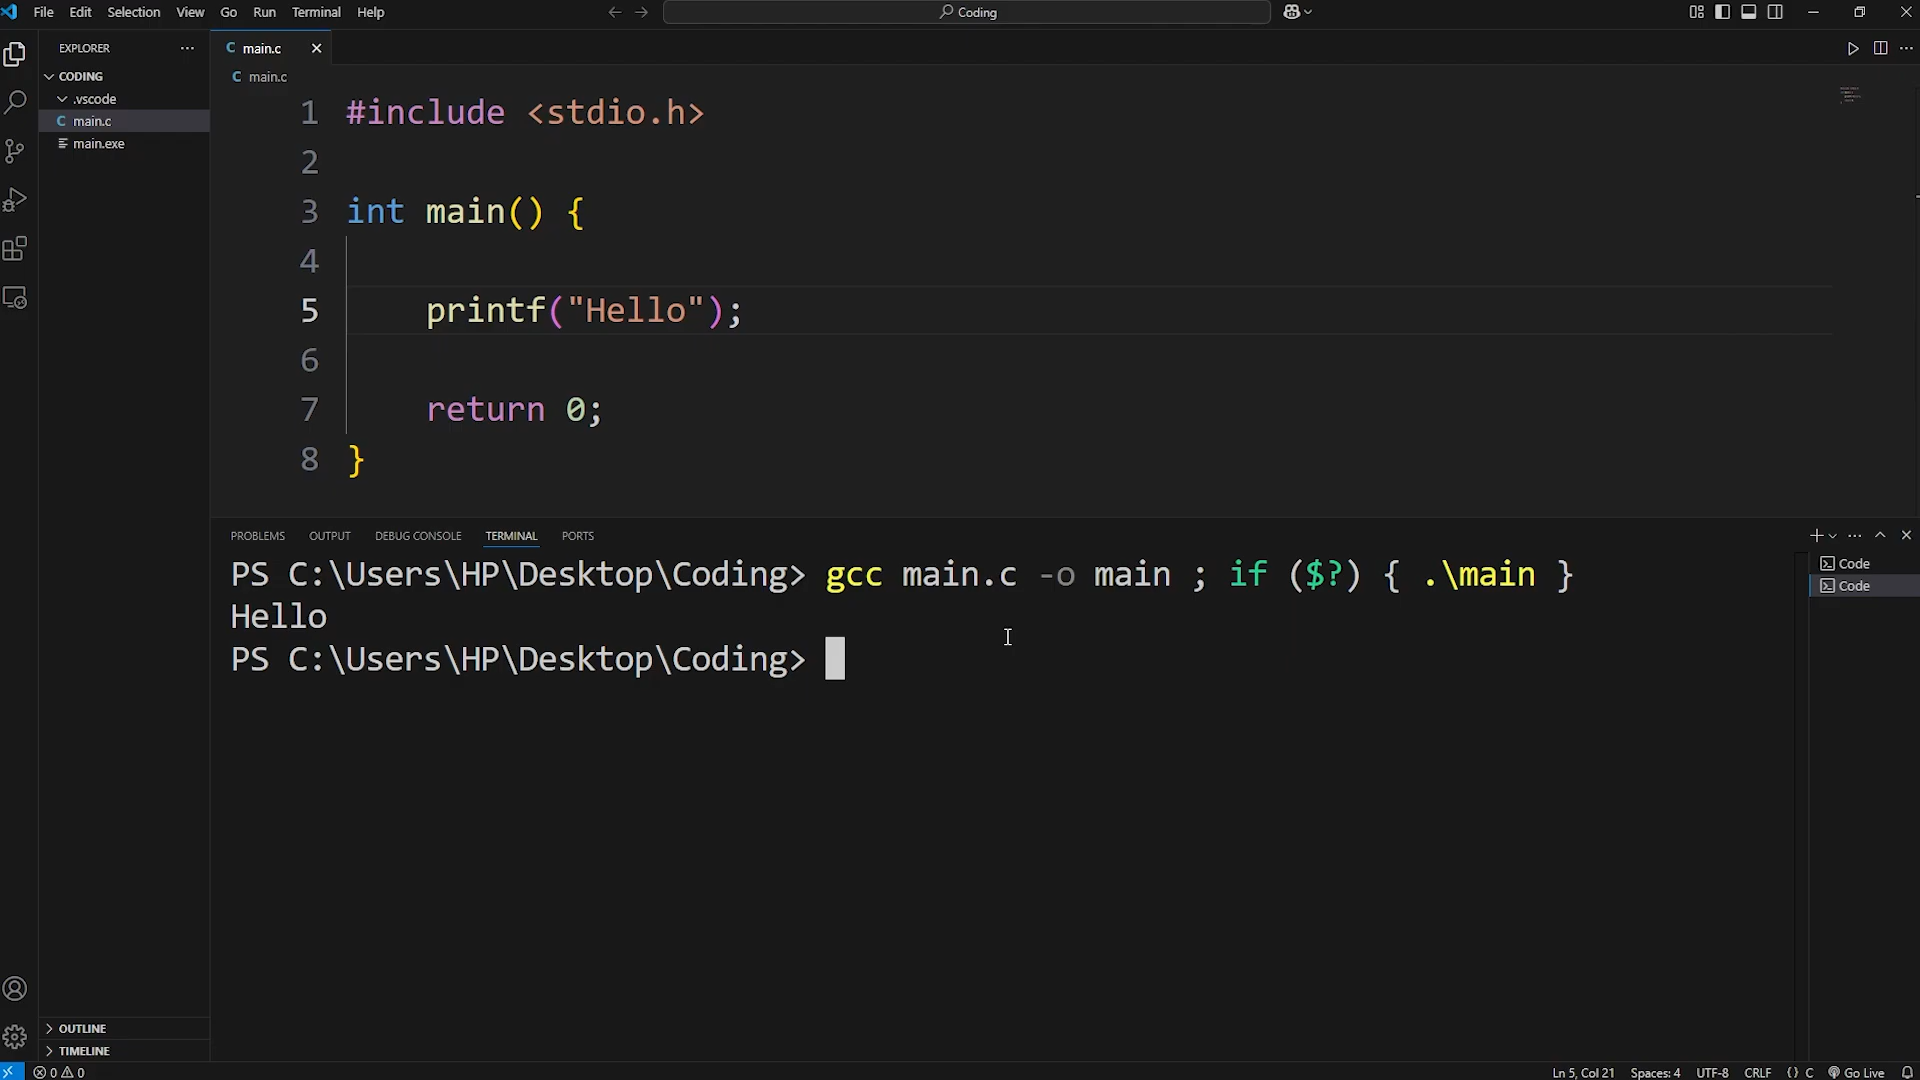 File Edit Selection View Go Run Terminal Help
Coding
EXPLORER
CODING
.vscode
C main.c
main.exe
OUTLINE
TIMELINE
C main.c
C main.c
1 #include <stdio.h>
2
3 int main() {
4
5 printf("Hello");
6
7 return 0;
8 }
PROBLEMS OUTPUT DEBUG CONSOLE TERMINAL PORTS
PS C:\Users\HP\Desktop\Coding> gcc main.c -o main ; if ($?) { .\main }
Hello
PS C:\Users\HP\Desktop\Coding>
Code
Code
0 0
Ln 5, Col 21 Spaces: 4 UTF-8 CRLF {} C Go Live